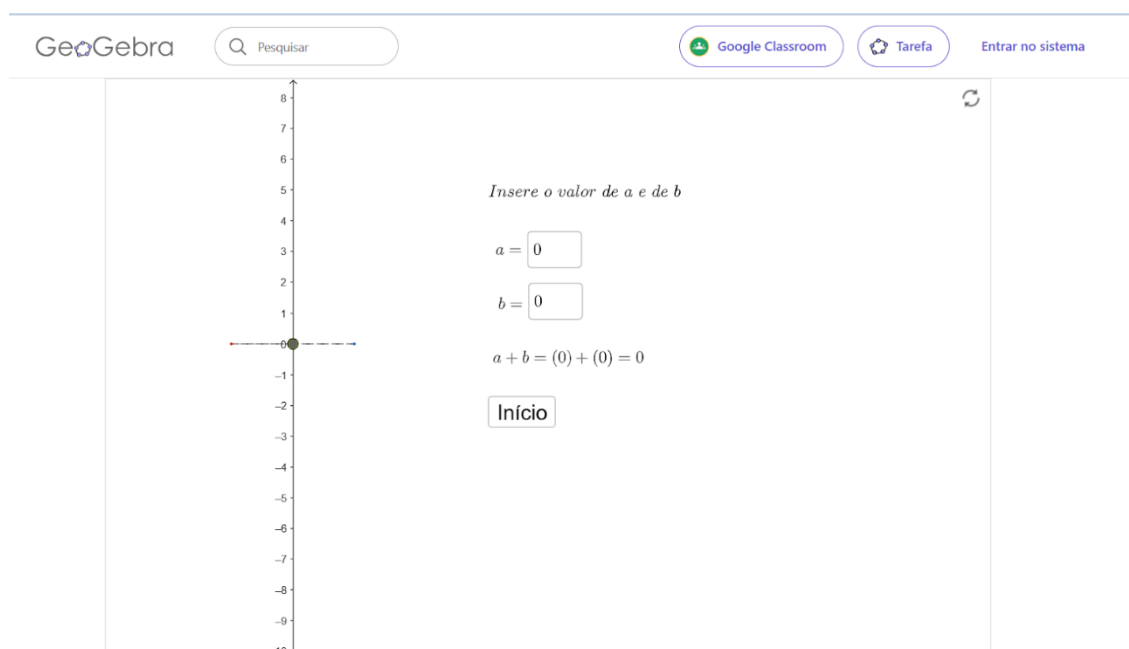 GeoGebra
Pesquisar
Google Classroom
Tarefa
Entrar no sistema
8
7
6
5
Insere o valor de a e de b
4
3
a = 0
2
1
b = 0
0
a + b = (0) + (0) = 0
–1
–2
Início
–3
–4
–5
–6
–7
–8
–9